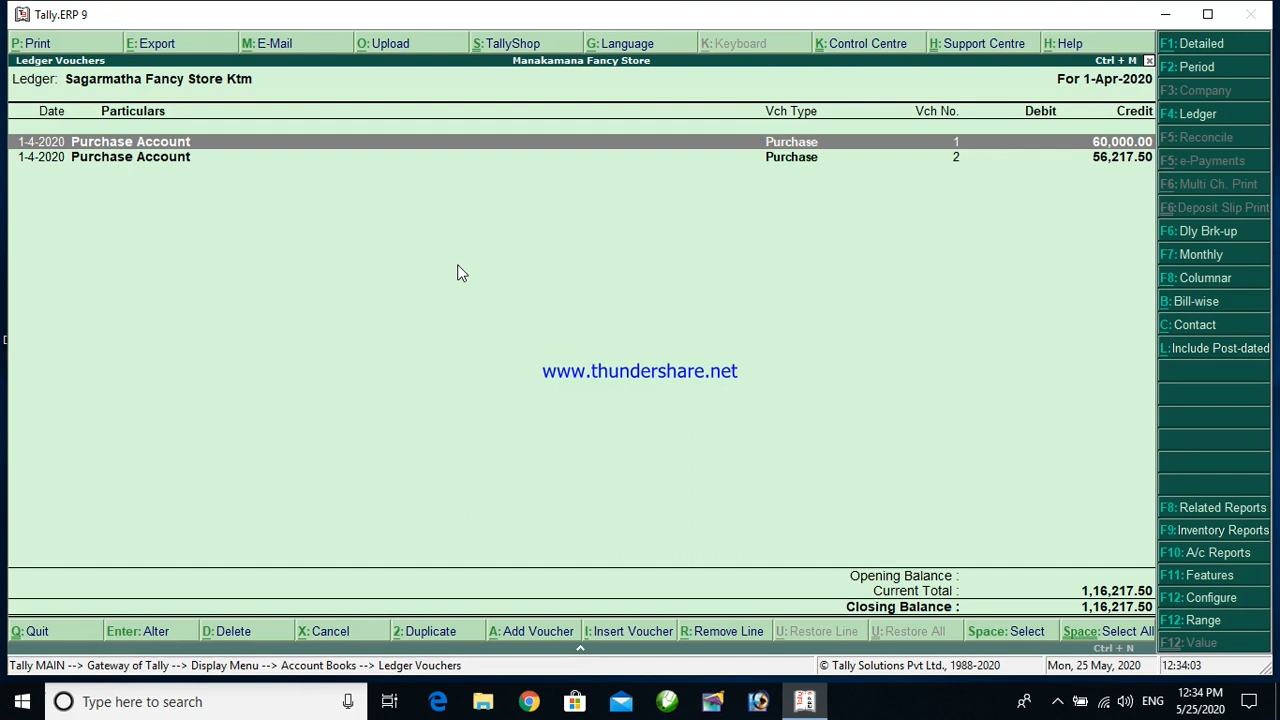 Tally.ERP 9
P: Print E: Export M: E-Mail O: Upload S: TallyShop G: Language K: Keyboard K: Control Centre H: Support Centre H: Help
Ledger Vouchers Manakamana Fancy Store Ctrl + M
Ledger: Sagarmatha Fancy Store Ktm For 1-Apr-2020
Date Particulars Vch Type Vch No. Debit Credit
1-4-2020 Purchase Account Purchase 1 60,000.00
1-4-2020 Purchase Account Purchase 2 56,217.50
www.thundershare.net
Opening Balance :
Current Total : 1,16,217.50
Closing Balance : 1,16,217.50
Q: Quit Enter: Alter D: Delete X: Cancel 2: Duplicate A: Add Voucher I: Insert Voucher R: Remove Line U: Restore Line U: Restore All Space: Select Space: Select All
Ctrl + N
Tally MAIN --> Gateway of Tally --> Display Menu --> Account Books --> Ledger Vouchers © Tally Solutions Pvt Ltd., 1988-2020 Mon, 25 May, 2020 12:34:03
F1: Detailed
F2: Period
F3: Company
F4: Ledger
F5: Reconcile
F5: e-Payments
F6: Multi Ch. Print
F6: Deposit Slip Print
F6: Dly Brk-up
F7: Monthly
F8: Columnar
B: Bill-wise
C: Contact
L: Include Post-dated
F8: Related Reports
F9: Inventory Reports
F10: A/c Reports
F11: Features
F12: Configure
F12: Range
F12: Value
Type here to search
ENG
12:34 PM
5/25/2020